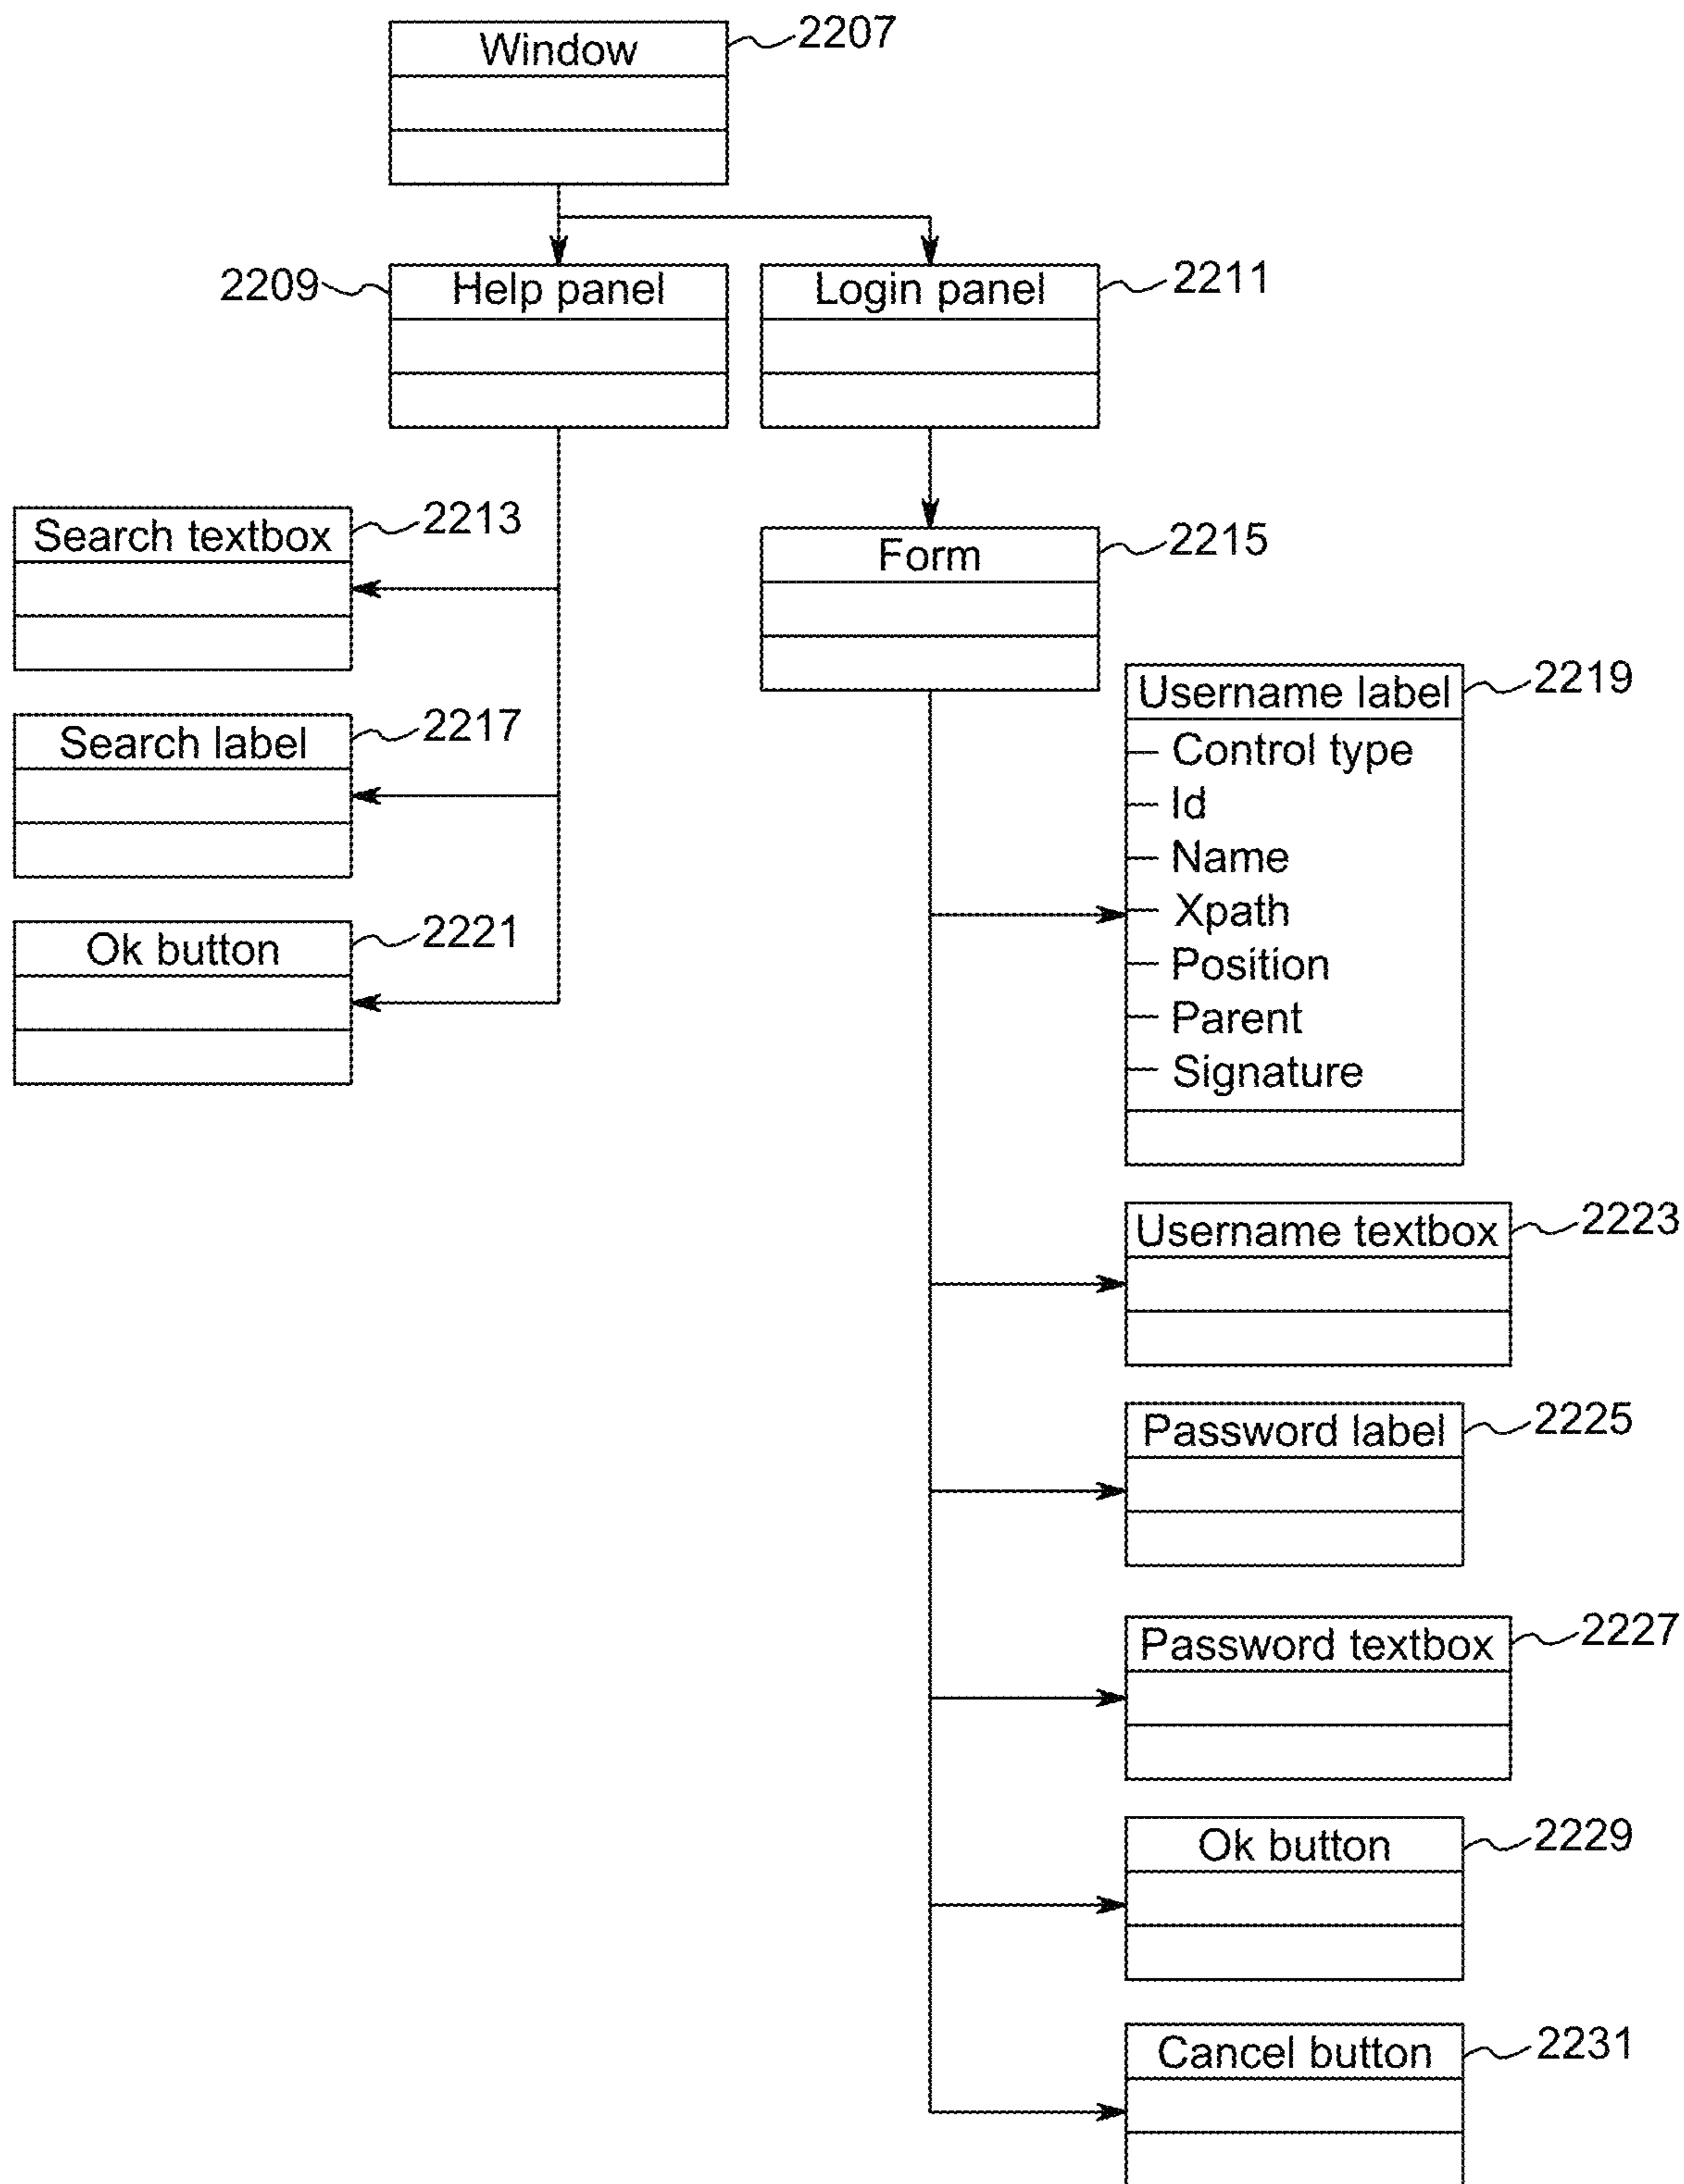 Window
2207
2209
Help panel
Login panel
2211
Search textbox
2213
Form
2215
Search label
2217
Username label
2219
Control type
Id
Name
Xpath
Position
Parent
Signature
Ok button
2221
Username textbox
2223
Password label
2225
Password textbox
2227
Ok button
2229
Cancel button
2231